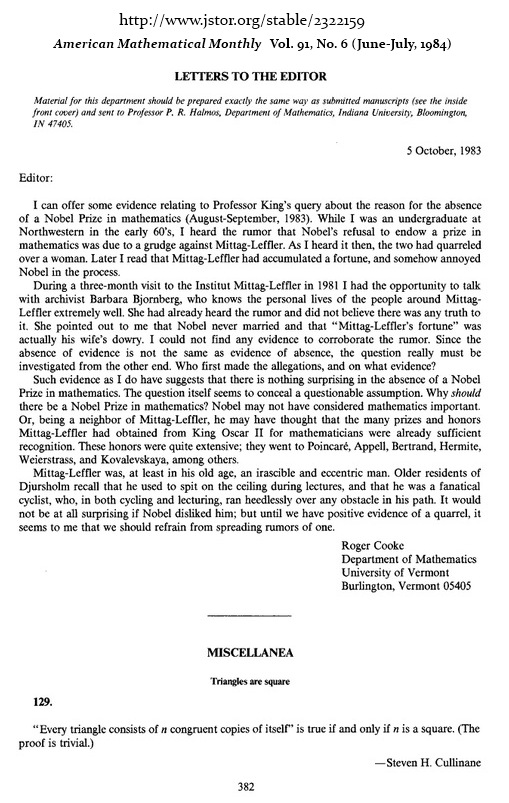 http://www.jstor.org/stable/2322159
American Mathematical Monthly Vol. 91, No. 6 (June-July, 1984)
LETTERS TO THE EDITOR
Material for this department should be prepared exactly the same way as submitted manuscripts (see the inside
front cover) and sent to Professor P. R. Halmos, Department of Mathematics, Indiana University, Bloomington,
IN 47405.
5 October, 1983
Editor:
I can offer some evidence relating to Professor King's query about the reason for the absence
of a Nobel Prize in mathematics (August-September, 1983). While I was an undergraduate at
Northwestern in the early 60's, I heard the rumor that Nobel's refusal to endow a prize in
mathematics was due to a grudge against Mittag-Leffler. As I heard it then, the two had quarreled
over a woman. Later I read that Mittag-Leffler had accumulated a fortune, and somehow annoyed
Nobel in the process.
During a three-month visit to the Institut Mittag-Leffler in 1981 I had the opportunity to talk
with archivist Barbara Bjornberg, who knows the personal lives of the people around Mittag-
Leffler extremely well. She had already heard the rumor and did not believe there was any truth to
it. She pointed out to me that Nobel never married and that “Mittag-Leffler's fortune” was
actually his wife's dowry. I could not find any evidence to corroborate the rumor. Since the
absence of evidence is not the same as evidence of absence, the question really must be
investigated from the other end. Who first made the allegations, and on what evidence?
Such evidence as I do have suggests that there is nothing surprising in the absence of a Nobel
Prize in mathematics. The question itself seems to conceal a questionable assumption. Why should
there be a Nobel Prize in mathematics? Nobel may not have considered mathematics important.
Or, being a neighbor of Mittag-Leffler, he may have thought that the many prizes and honors
Mittag-Leffler had obtained from King Oscar II for mathematicians were already sufficient
recognition. These honors were quite extensive; they went to Poincaré, Appell, Bertrand, Hermite,
Weierstrass, and Kovalevskaya, among others.
Mittag-Leffler was, at least in his old age, an irascible and eccentric man. Older residents of
Djursholm recall that he used to spit on the ceiling during lectures, and that he was a fanatical
cyclist, who, in both cycling and lecturing, ran heedlessly over any obstacle in his path. It would
not be at all surprising if Nobel disliked him; but until we have positive evidence of a quarrel, it
seems to me that we should refrain from spreading rumors of one.
Roger Cooke
Department of Mathematics
University of Vermont
Burlington, Vermont 05405
MISCELLANEA
Triangles are square
129.
“Every triangle consists of n congruent copies of itself” is true if and only if n is a square. (The
proof is trivial.)
—Steven H. Cullinane
382